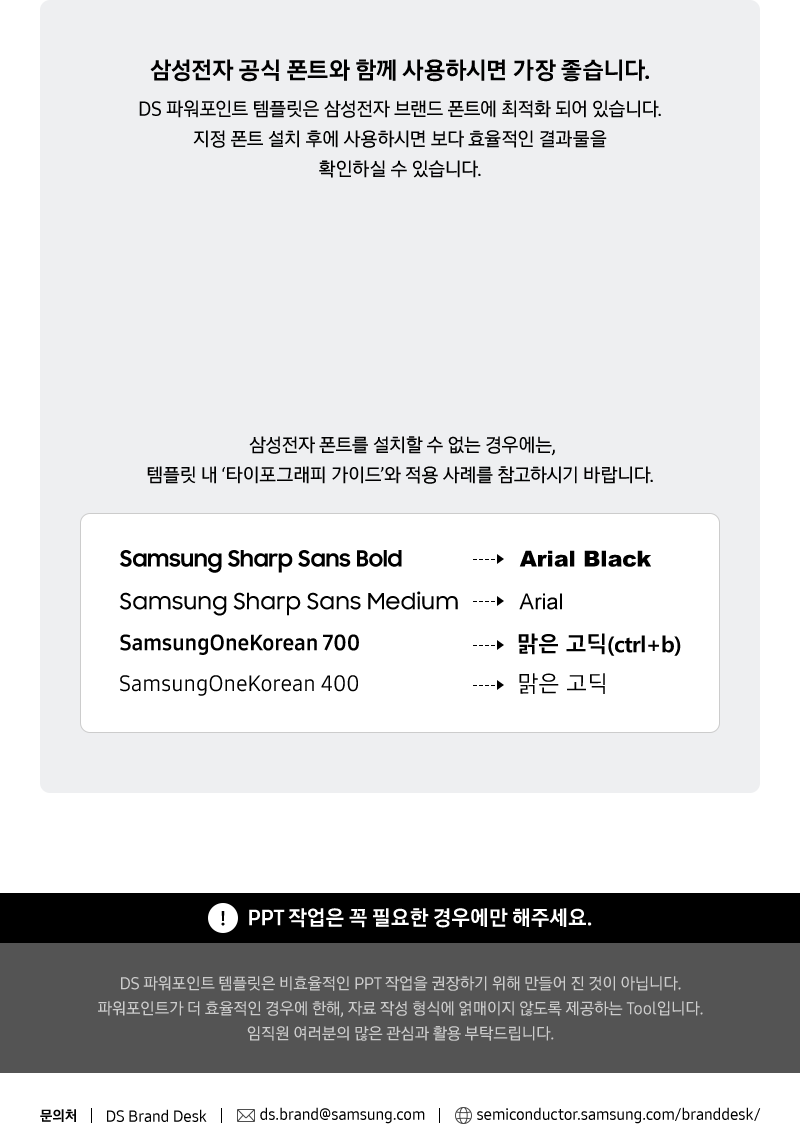 삼성전자 공식 폰트와 함께 사용하시면 가장 좋습니다.
DS 파워포인트 템플릿은 삼성전자 브랜드 폰트에 최적화 되어 있습니다.
지정 폰트 설치 후에 사용하시면 보다 효율적인 결과물을
확인하실 수 있습니다.
삼성전자 폰트를 설치할 수 없는 경우에는,
템플릿 내 ‘타이포그래피 가이드’와 적용 사례를 참고하시기 바랍니다.
Samsung Sharp Sans Bold ----▶ Arial Black
Samsung Sharp Sans Medium ----▶ Arial
SamsungOneKorean 700 ----▶ 맑은 고딕(ctrl+b)
SamsungOneKorean 400 ----▶ 맑은 고딕
! PPT 작업은 꼭 필요한 경우에만 해주세요.
DS 파워포인트 템플릿은 비효율적인 PPT 작업을 권장하기 위해 만들어 진 것이 아닙니다.
파워포인트가 더 효율적인 경우에 한해, 자료 작성 형식에 얽매이지 않도록 제공하는 Tool입니다.
임직원 여러분의 많은 관심과 활용 부탁드립니다.
문의처 | DS Brand Desk | ds.brand@samsung.com | semiconductor.samsung.com/branddesk/